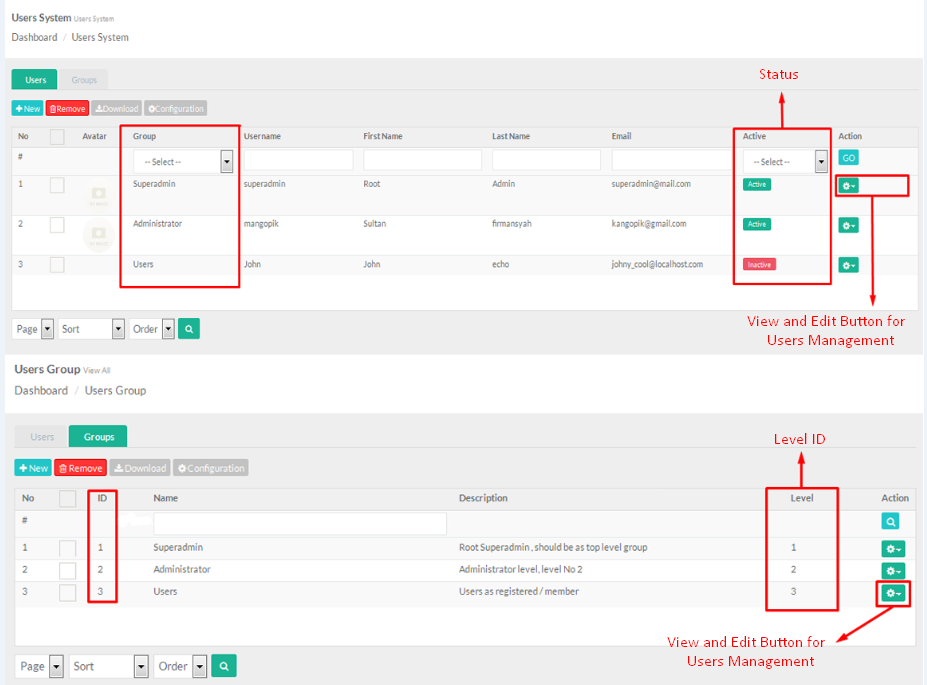 Users System Users System
Dashboard / Users System
Status
Users Groups
New Remove Download Configuration
No Avatar Group Username First Name Last Name Email Active Action
# -- Select -- -- Select -- GO
1 Superadmin superadmin Root Admin superadmin@mail.com Active
2 Administrator mangopik Sultan firmansyah kangopik@gmail.com Active
3 Users John John echo johny_cool@localhost.com Inactive
View and Edit Button for
Users Management
Page Sort Order
Users Group View All
Dashboard / Users Group
Level ID
Users Groups
New Remove Download Configuration
No ID Name Description Level Action
#
1 1 Superadmin Root Superadmin , should be as top level group 1
2 2 Administrator Administrator level, level No 2 2
3 3 Users Users as registered / member 3
View and Edit Button for
Users Management
Page Sort Order